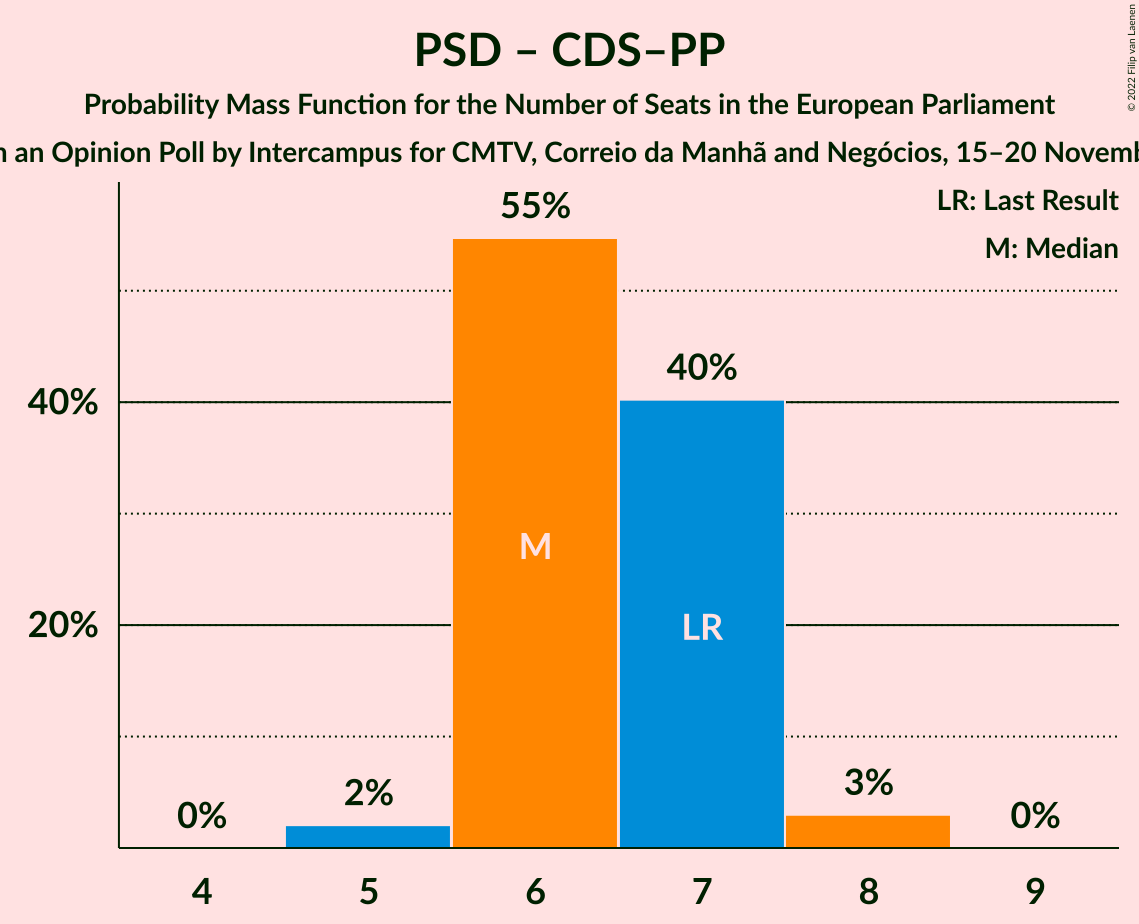 PSD – CDS–PP
Probability Mass Function for the Number of Seats in the European Parliament
an Opinion Poll by Intercampus for CMTV, Correio da Manhã and Negócios, 15–20
© 2022 Filip van Laenen
LR: Last Result
M: Median
55%
40%
40%
M
LR
20%
3%
2%
0%
0%
4 5 6 7 8 9